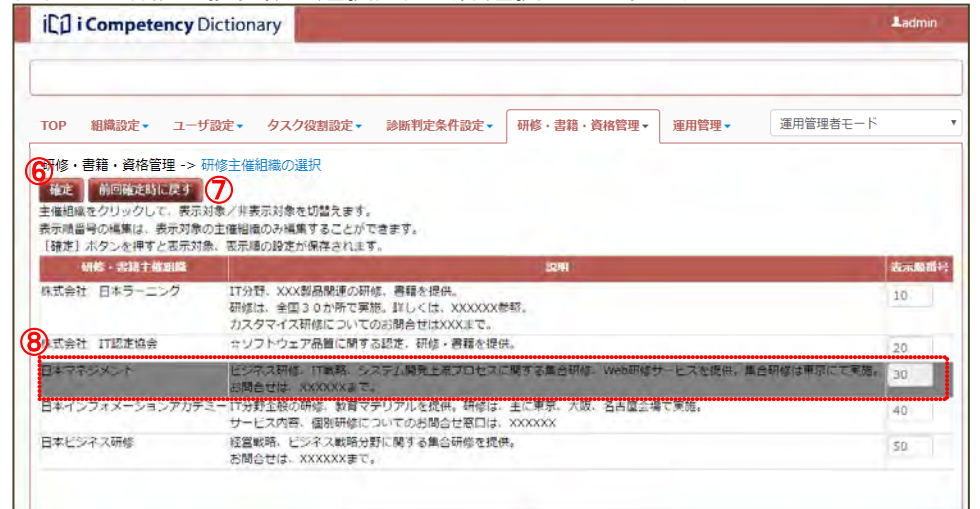 i Competency Dictionary
admin
TOP 組織設定 ユーザ設定 タスク役割設定 診断判定条件設定 研修・書籍・資格管理 運用管理 運用管理者モード
研修・書籍・資格管理 -> 研修主催組織の選択
⑥ 確定 前回確定時に戻す ⑦
主催組織をクリックして、表示対象/非表示対象を切替えます。
表示順番号の編集は、表示対象の主催組織のみ編集することができます。
[確定] ボタンを押すと表示対象、表示順の設定が保存されます。
研修・書籍主催組織 説明 表示順番号
株式会社 日本ラーニング IT分野、XXX製品関連の研修、書籍を提供。 10
研修は、全国30か所で実施。詳しくは、XXXXXX参照。
カスタマイズ研修についてのお問合せはXXXまで。
⑧ 株式会社 IT認定協会 ソフトウェア品質に関する認定、研修・書籍を提供。 20
日本マネジメント ビジネス研修、IT戦略、システム開発上流プロセスに関する集合研修、Web研修サービスを提供。集合研修は東京にて実施。 30
お問合せは、XXXXXXまで。
日本インフォメーションアカデミー IT分野全般の研修、教育マテリアルを提供。研修は、主に東京、大阪、名古屋会場で実施。 40
サービス内容、個別研修についてのお問合せ窓口は、XXXXXX
日本ビジネス研修 経営戦略、ビジネス戦略分野に関する集合研修を提供。 50
お問合せは、XXXXXXまで。